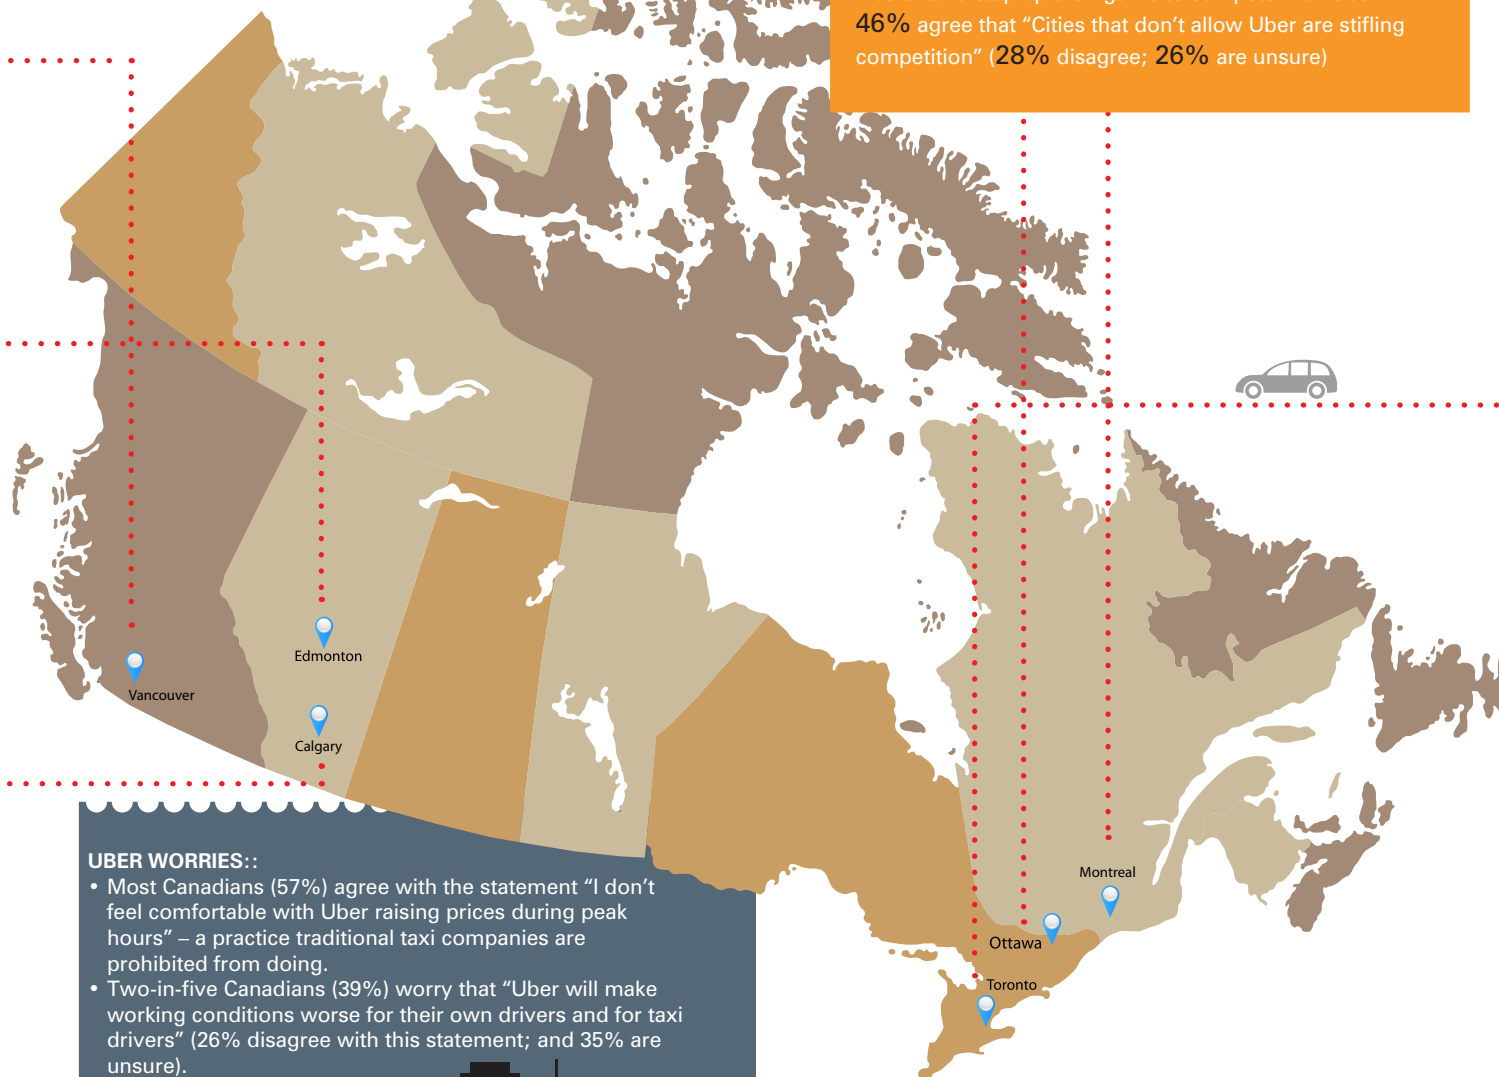 46% agree that “Cities that don’t allow Uber are stifling
competition” (28% disagree; 26% are unsure)
Edmonton
Vancouver
Calgary
Montreal
Ottawa
Toronto
UBER WORRIES::
• Most Canadians (57%) agree with the statement “I don’t
feel comfortable with Uber raising prices during peak
hours” – a practice traditional taxi companies are
prohibited from doing.
• Two-in-five Canadians (39%) worry that “Uber will make
working conditions worse for their own drivers and for taxi
drivers” (26% disagree with this statement; and 35% are
unsure).